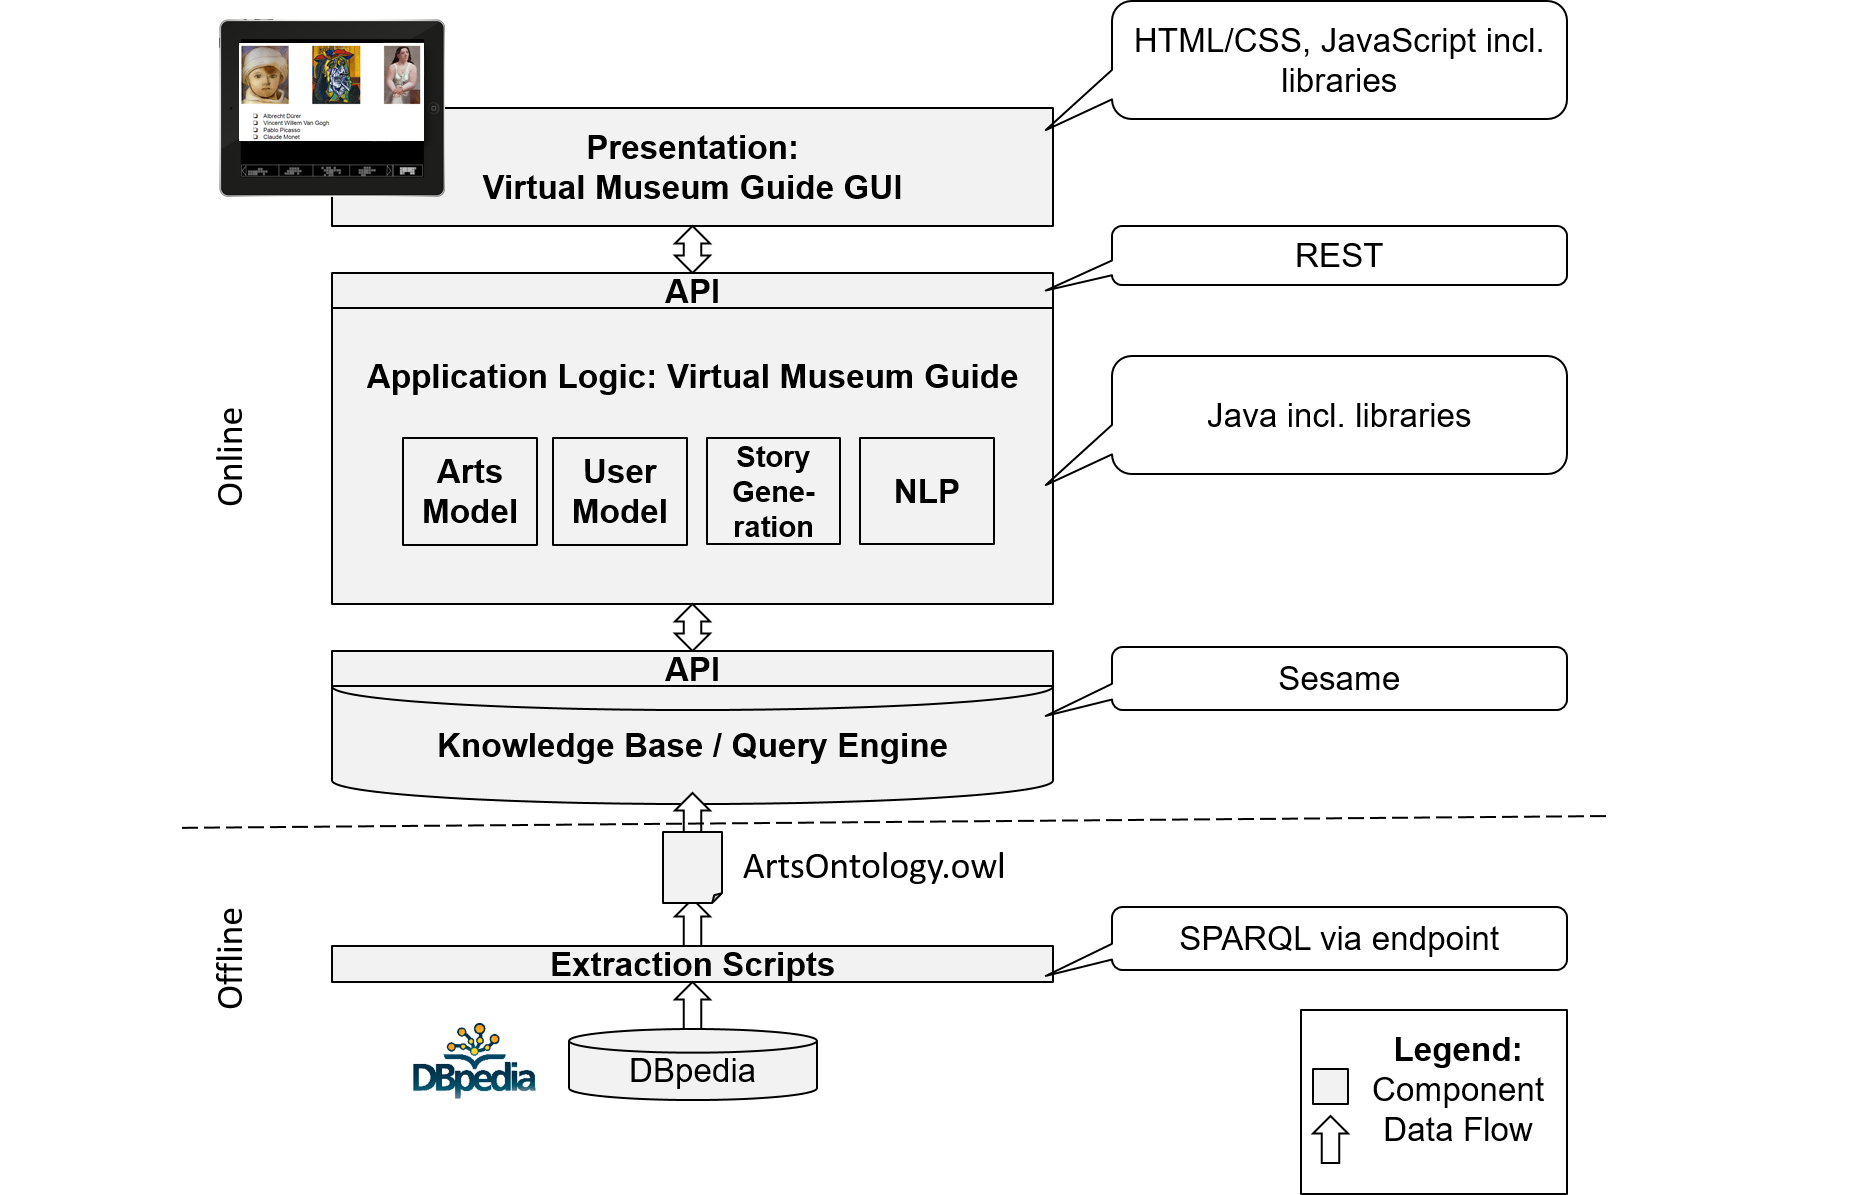 HTML/CSS, JavaScript incl.
libraries
Albrecht Dürer
Vincent Willem Van Gogh
Pablo Picasso
Claude Monet
Presentation:
Virtual Museum Guide GUI
REST
API
Application Logic: Virtual Museum Guide
Java incl. libraries
Arts
Model
User
Model
Story
Gene-
ration
NLP
Online
API
Sesame
Knowledge Base / Query Engine
ArtsOntology.owl
Offline
SPARQL via endpoint
Extraction Scripts
DBpedia
DBpedia
Legend:
Component
Data Flow